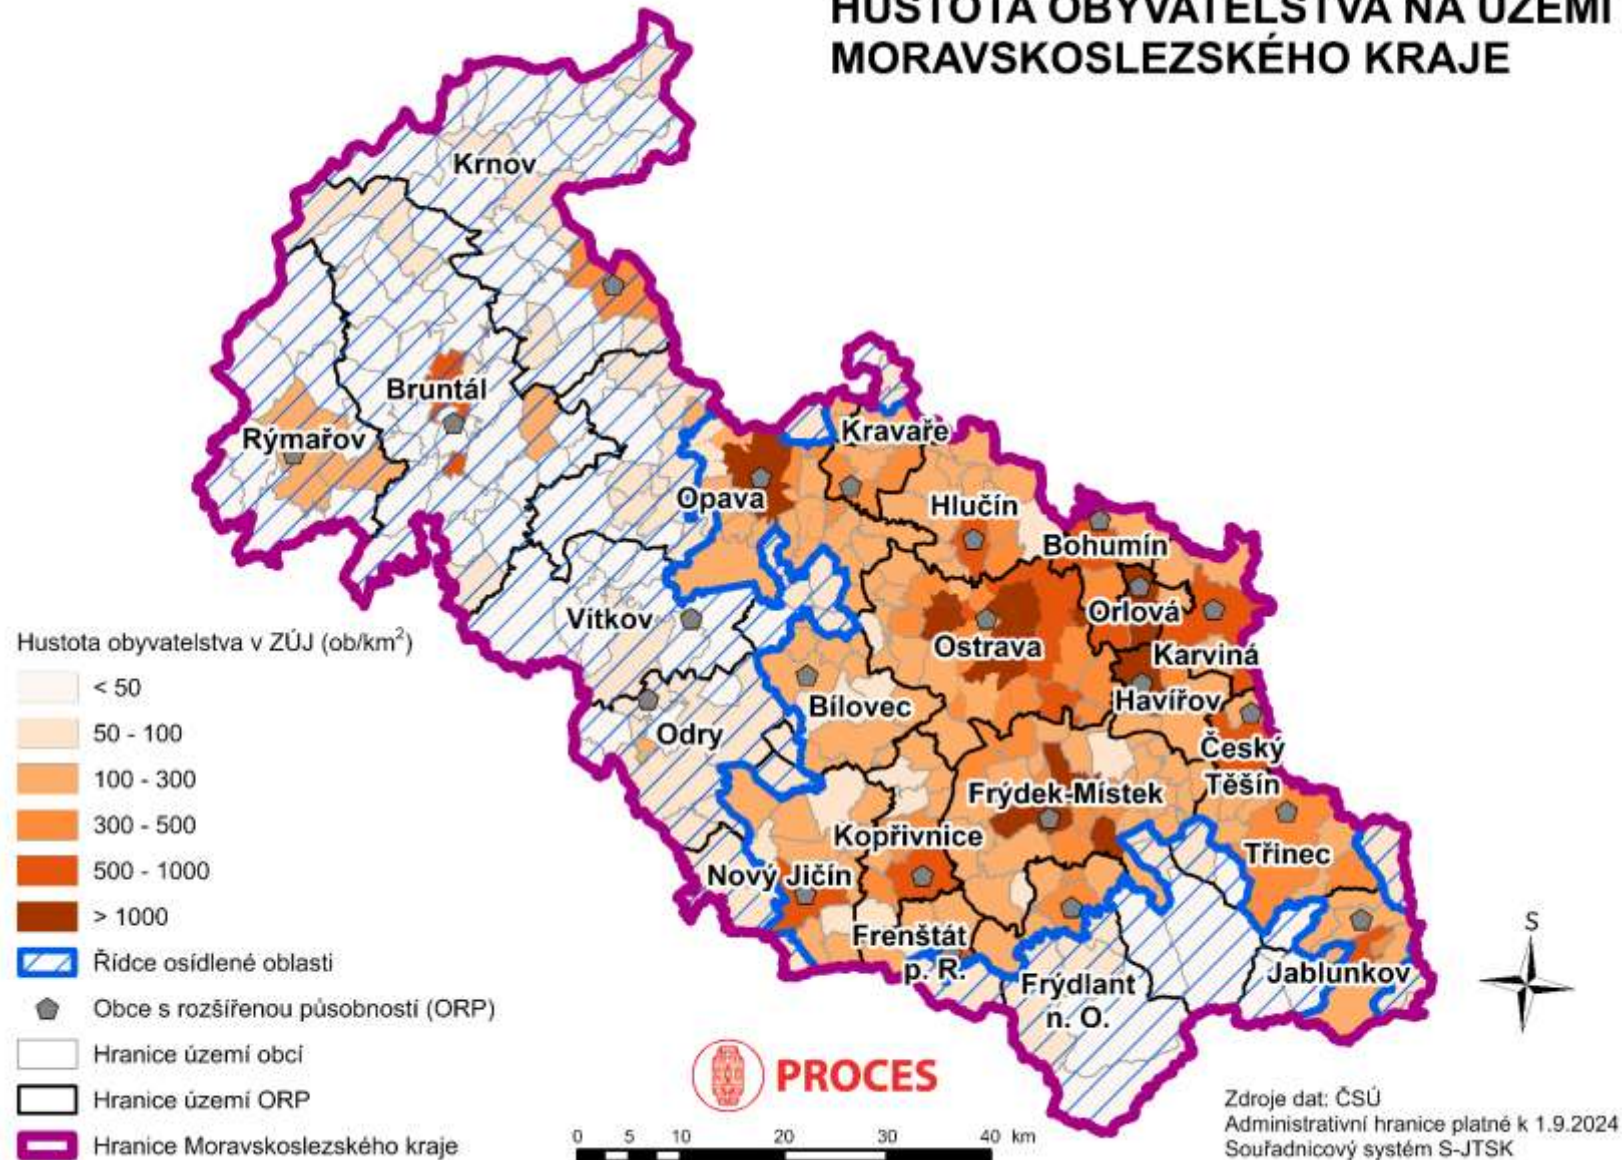 HUSTOTA OBYVATELSTVA NA ÚZEMÍ
MORAVSKOSLEZSKÉHO KRAJE
Krnov
Bruntál
Rýmařov
Kravaře
Opava
Hlučín
Bohumín
Vítkov
Orlová
Ostrava
Karviná
Havířov
Bílovec
Odry
Český
Těšín
Frýdek-Místek
Kopřivnice
Třinec
Nový Jičín
Frenštát
p. R.
Frýdlant
n. O.
Jablunkov
Hustota obyvatelstva v ZÚJ (ob/km²)
< 50
50 - 100
100 - 300
300 - 500
500 - 1000
> 1000
Řídce osídlené oblasti
Obce s rozšířenou působností (ORP)
Hranice území obcí
Hranice území ORP
Hranice Moravskoslezského kraje
PROCES
0 5 10 20 30 40 km
S
Zdroje dat: ČSÚ
Administrativní hranice platné k 1.9.2024
Souřadnicový systém S-JTSK